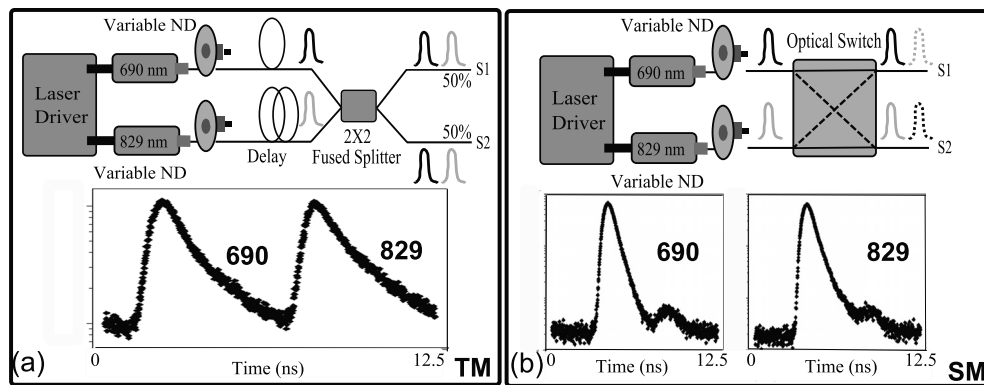 Variable ND
690 nm
Laser
Driver
829 nm
Variable ND
Delay
2X2
Fused Splitter
S1
50%
50%
S2
690
829
0
12.5
Time (ns)
(a)
TM
Variable ND
Optical Switch
690 nm
Laser
Driver
829 nm
Variable ND
S1
S2
690
829
0
12.5
0
12.5
Time (ns)
Time (ns)
(b)
SM